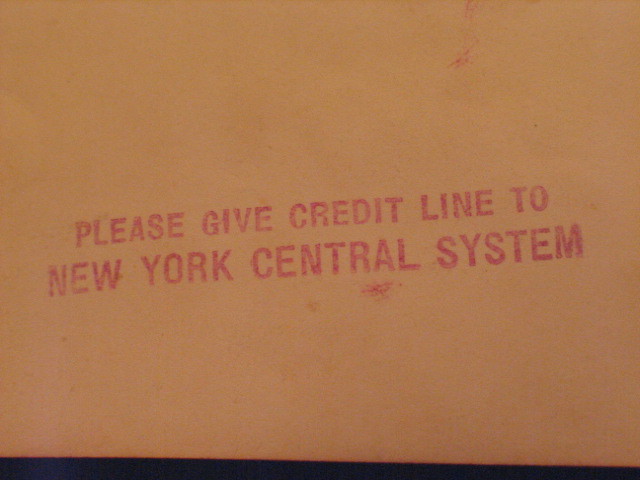 PLEASE GIVE CREDIT LINE TO
NEW YORK CENTRAL SYSTEM